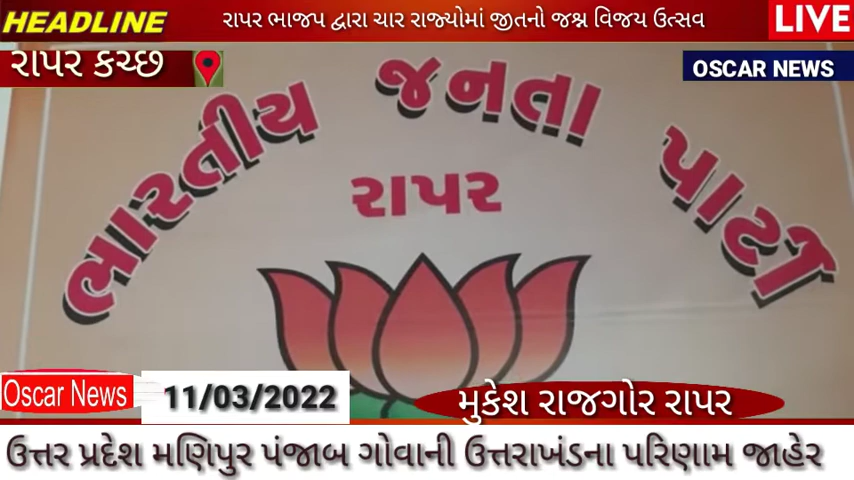 HEADLINE
રાપર ભાજપ દ્વારા ચાર રાજ્યોમાં જીતનો જશ્ન વિજય ઉત્સવ
LIVE
રાપર કચ્છ
OSCAR NEWS
ભારતીય જનતા પાર્ટી
રાપર
Oscar News
11/03/2022
મુકેશ રાજગોર રાપર
ઉત્તર પ્રદેશ મણિપુર પંજાબ ગોવાની ઉત્તરાખંડના પરિણામ જાહેર